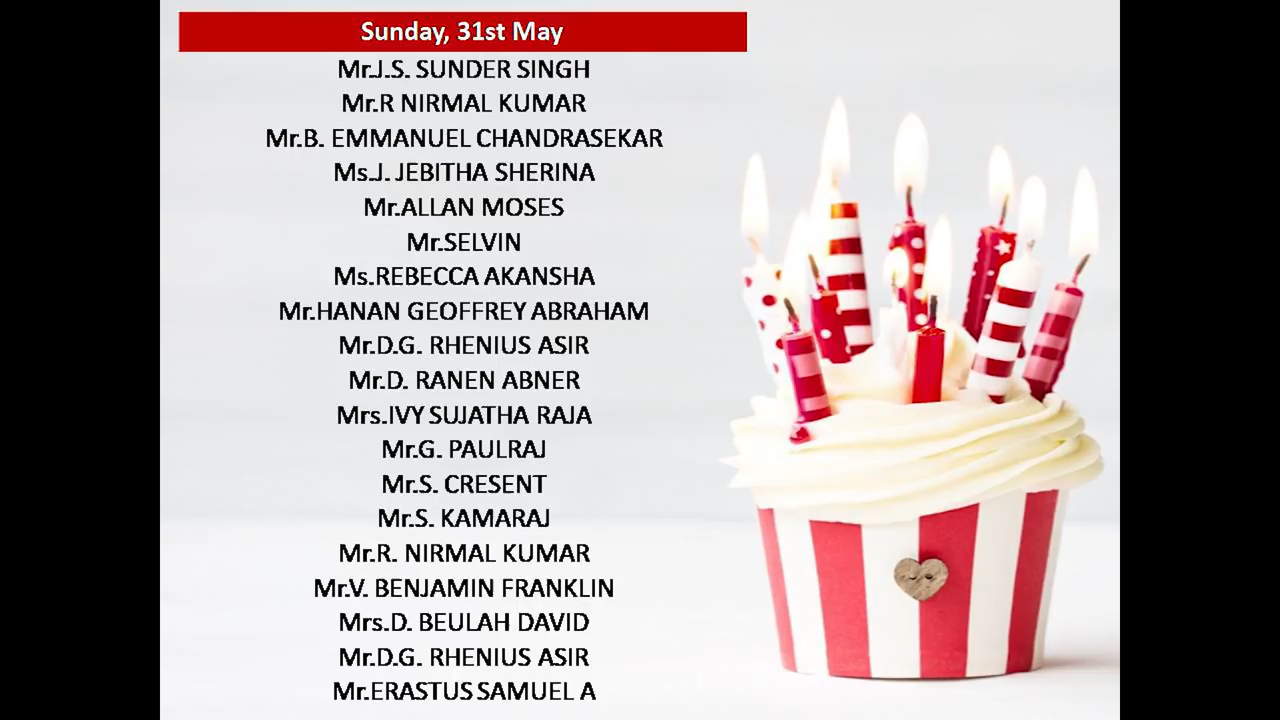 Sunday, 31st May
Mr.J.S. SUNDER SINGH
Mr.R NIRMAL KUMAR
Mr.B. EMMANUEL CHANDRASEKAR
Ms.J. JEBITHA SHERINA
Mr.ALLAN MOSES
Mr.SELVIN
Ms.REBECCA AKANSHA
Mr.HANAN GEOFFREY ABRAHAM
Mr.D.G. RHENIUS ASIR
Mr.D. RANEN ABNER
Mrs.IVY SUJATHA RAJA
Mr.G. PAULRAJ
Mr.S. CRESENT
Mr.S. KAMARAJ
Mr.R. NIRMAL KUMAR
Mr.V. BENJAMIN FRANKLIN
Mrs.D. BEULAH DAVID
Mr.D.G. RHENIUS ASIR
Mr.ERASTUS SAMUEL A